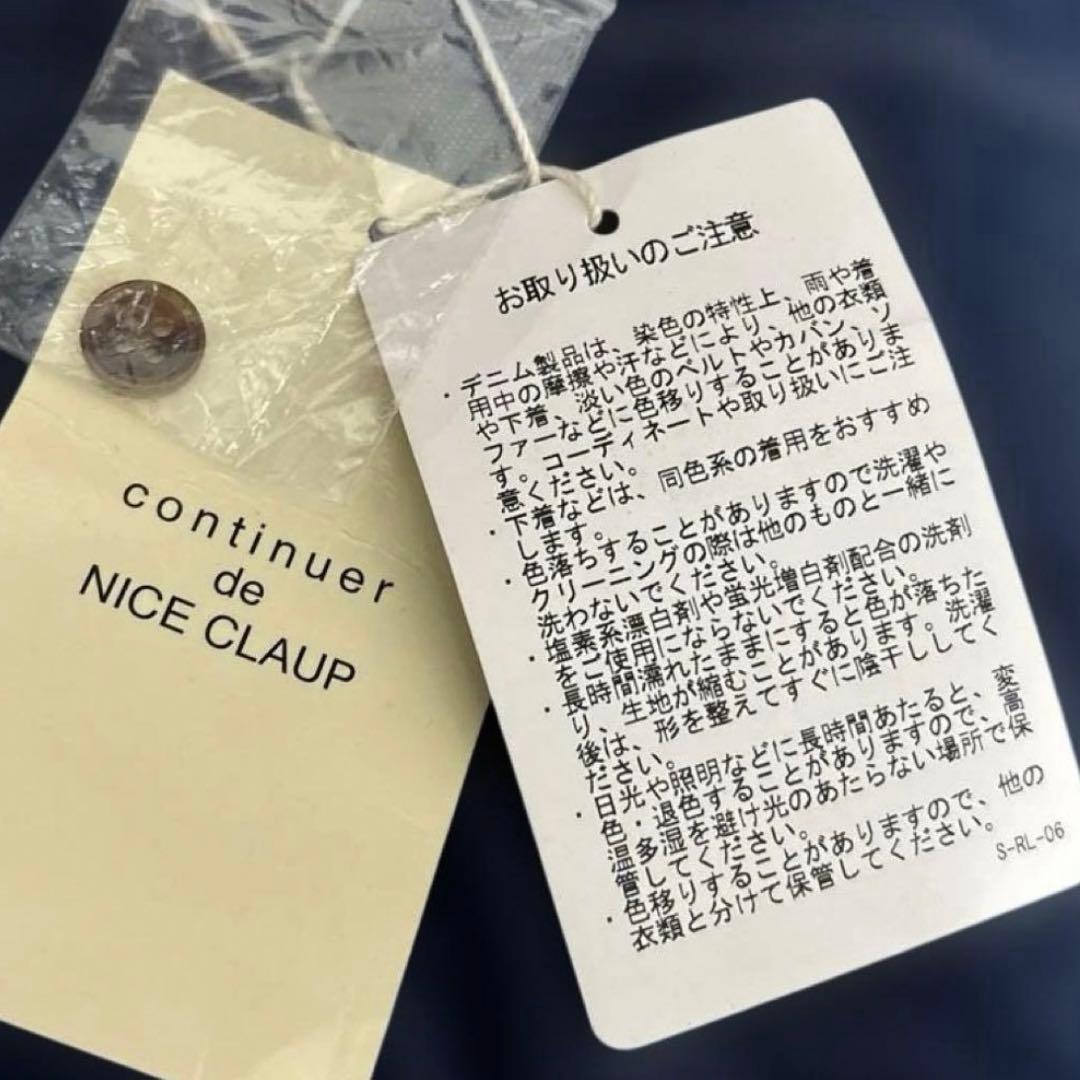 continuer
de
NICE CLAUP
お取り扱いのご注意
・デニム製品は、染色の特性上、雨や着
用中の摩擦や汗などにより、他の衣類
や下着、淡い色のベルトやカバン、ソ
ファーなどに色移りすることがありま
す。コーディネートや取り扱いにご注
意ください。
・下着などは、同色系の着用をおすすめ
します。
・色落ちすることがありますので洗濯や
クリーニングの際は他のものと一緒に
洗わないでください。
・塩素系漂白剤や蛍光増白剤配合の洗剤
をご使用にならないでください。
・長時間濡れたままにすると色が落ちた
り、生地が縮むことがあります。洗濯
後は、形を整えてすぐに陰干ししてく
ださい。
・日光や照明などに長時間あたると、変
色・退色することがありますので、高
温多湿を避け光のあたらない場所で保
管してください。
・色移りすることがありますので、他の
衣類と分けて保管してください。
S-RL-06